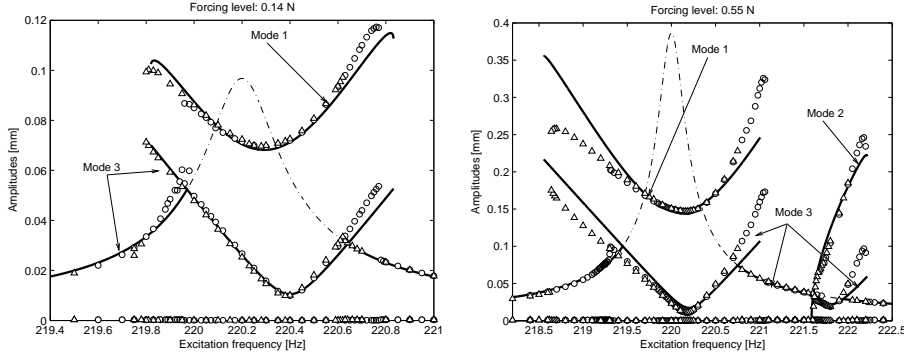 Forcing level: 0.14 N
0.12
0.1
0.08
0.06
0.04
0.02
0
Amplitudes [mm]
Mode 1
Mode 3
219.4 219.6 219.8 220 220.2 220.4 220.6 220.8 221
Excitation frequency [Hz]
Forcing level: 0.55 N
0.4
0.35
0.3
0.25
0.2
0.15
0.1
0.05
0
Amplitudes [mm]
Mode 1
Mode 2
Mode 3
218.5 219 219.5 220 220.5 221 221.5 222 222.5
Excitation frequency [Hz]